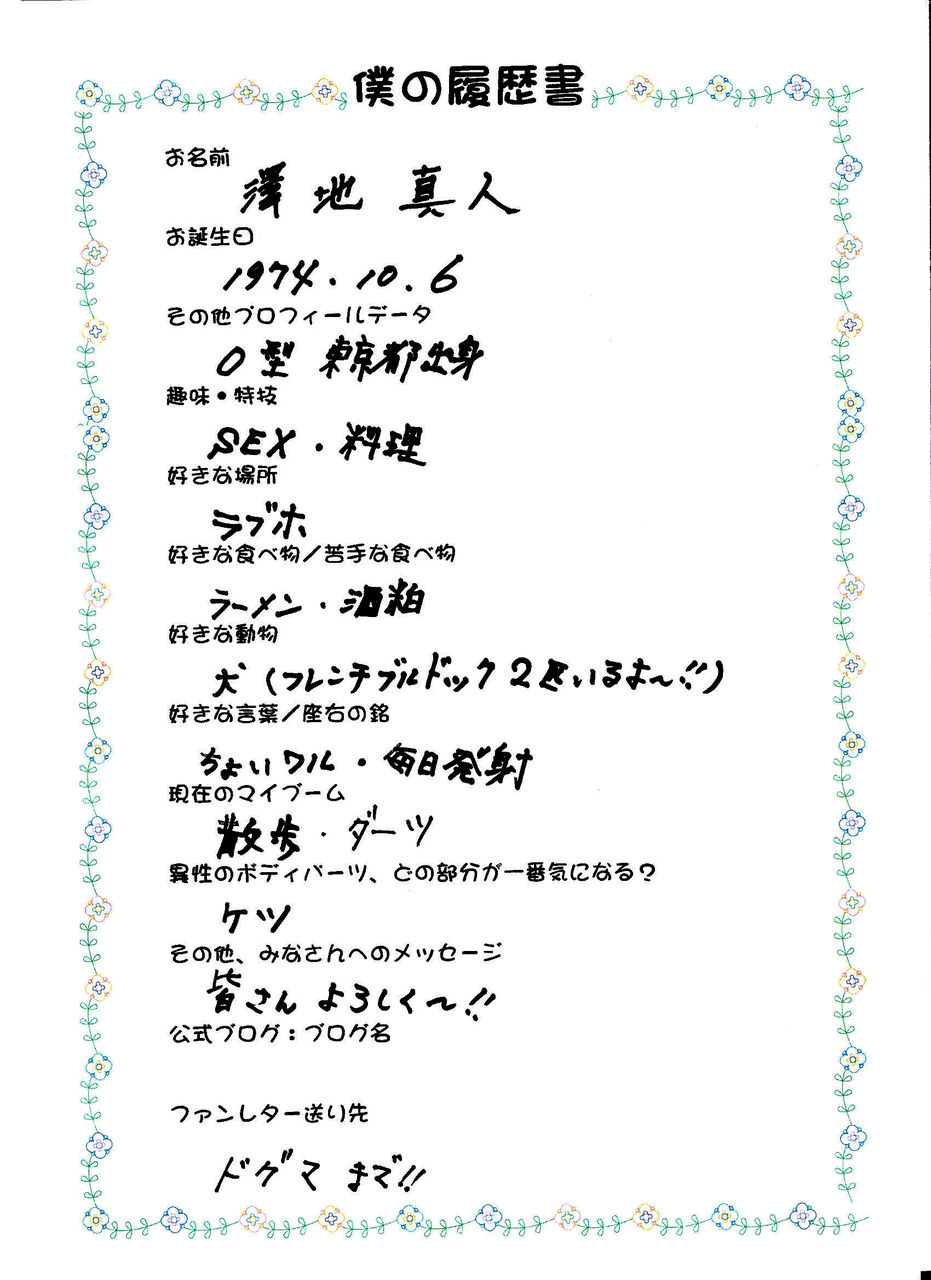 僕の履歴書
お名前
澤地 真人
お誕生日
1974.10.6
その他プロフィールデータ
O型 東京都出身
趣味・特技
SEX・料理
好きな場所
ラブホ
好きな食べ物/苦手な食べ物
ラーメン・酒粕
好きな動物
犬(フレンチブルドック2匹いるよ〜!!)
好きな言葉/座右の銘
ちょいワル・毎日発射
現在のマイブーム
散歩・ダーツ
異性のボディパーツ、どの部分が一番気になる?
ケツ
その他、みなさんへのメッセージ
皆さん よろしく〜!!
公式ブログ:ブログ名
ファンレター送り先
ドグマ まで!!